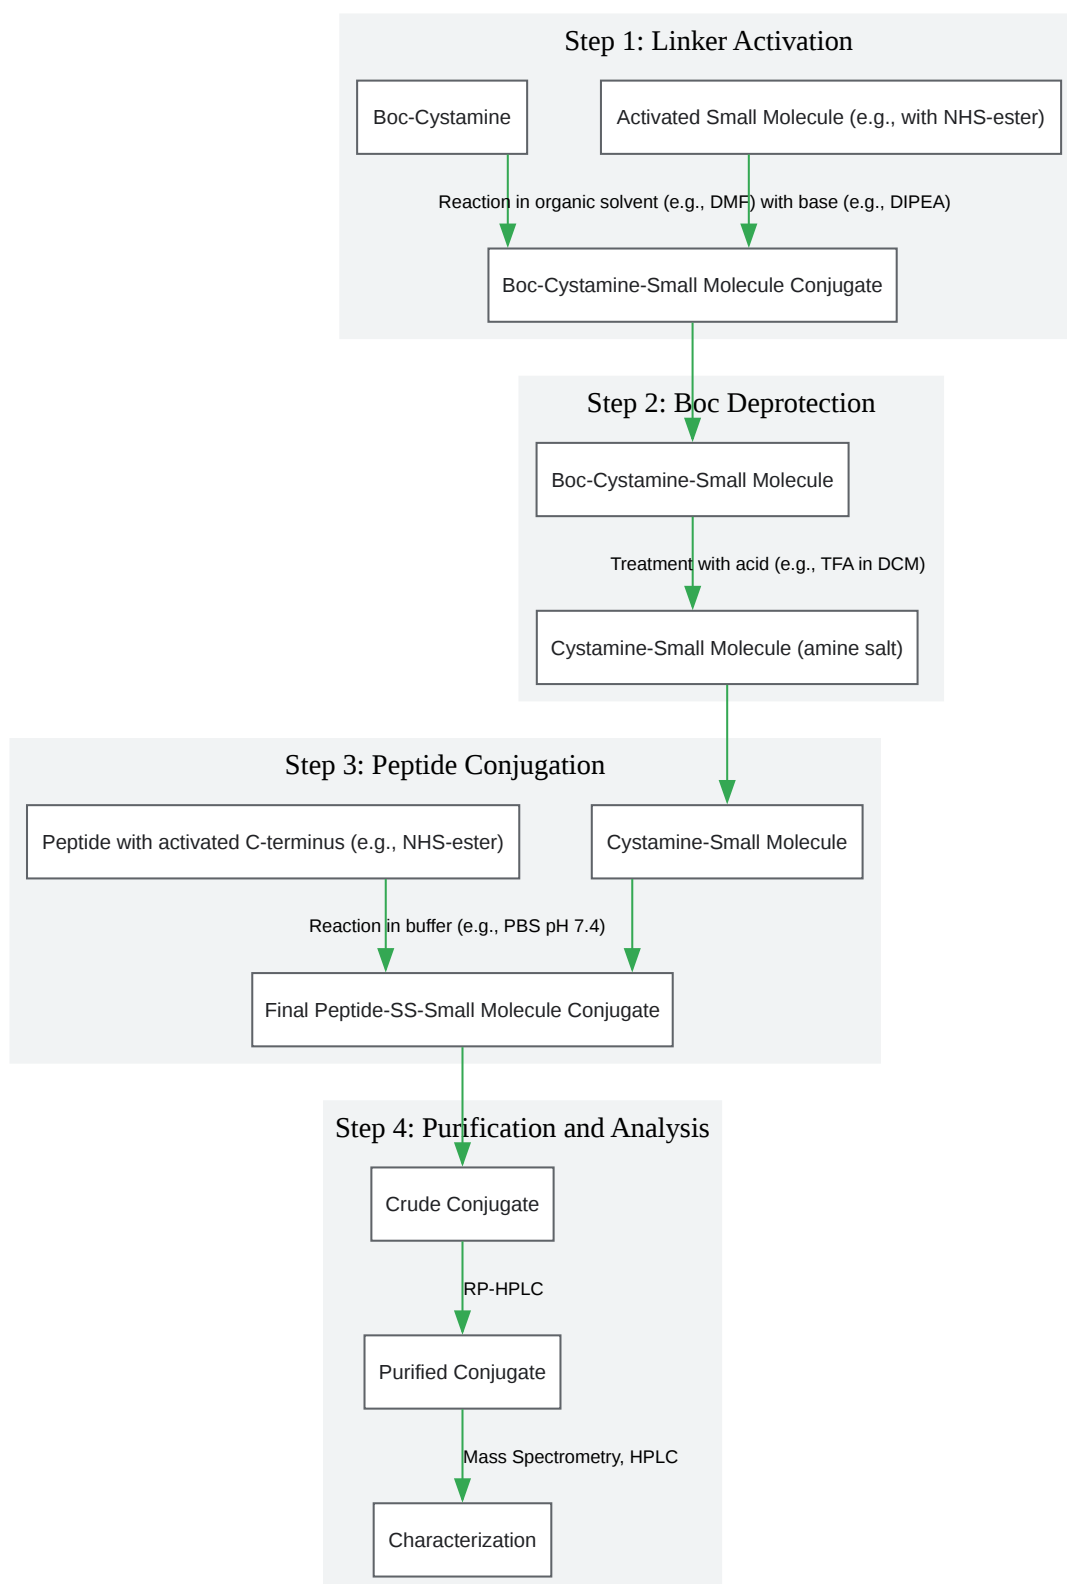 Step 1: Linker Activation
Boc-Cystamine
Activated Small Molecule (e.g., with NHS-ester)
Reaction in organic solvent (e.g., DMF) with base (e.g., DIPEA)
Boc-Cystamine-Small Molecule Conjugate
Step 2: Boc Deprotection
Boc-Cystamine-Small Molecule
Treatment with acid (e.g., TFA in DCM)
Cystamine-Small Molecule (amine salt)
Step 3: Peptide Conjugation
Peptide with activated C-terminus (e.g., NHS-ester)
Cystamine-Small Molecule
Reaction in buffer (e.g., PBS pH 7.4)
Final Peptide-SS-Small Molecule Conjugate
Step 4: Purification and Analysis
Crude Conjugate
RP-HPLC
Purified Conjugate
Mass Spectrometry, HPLC
Characterization